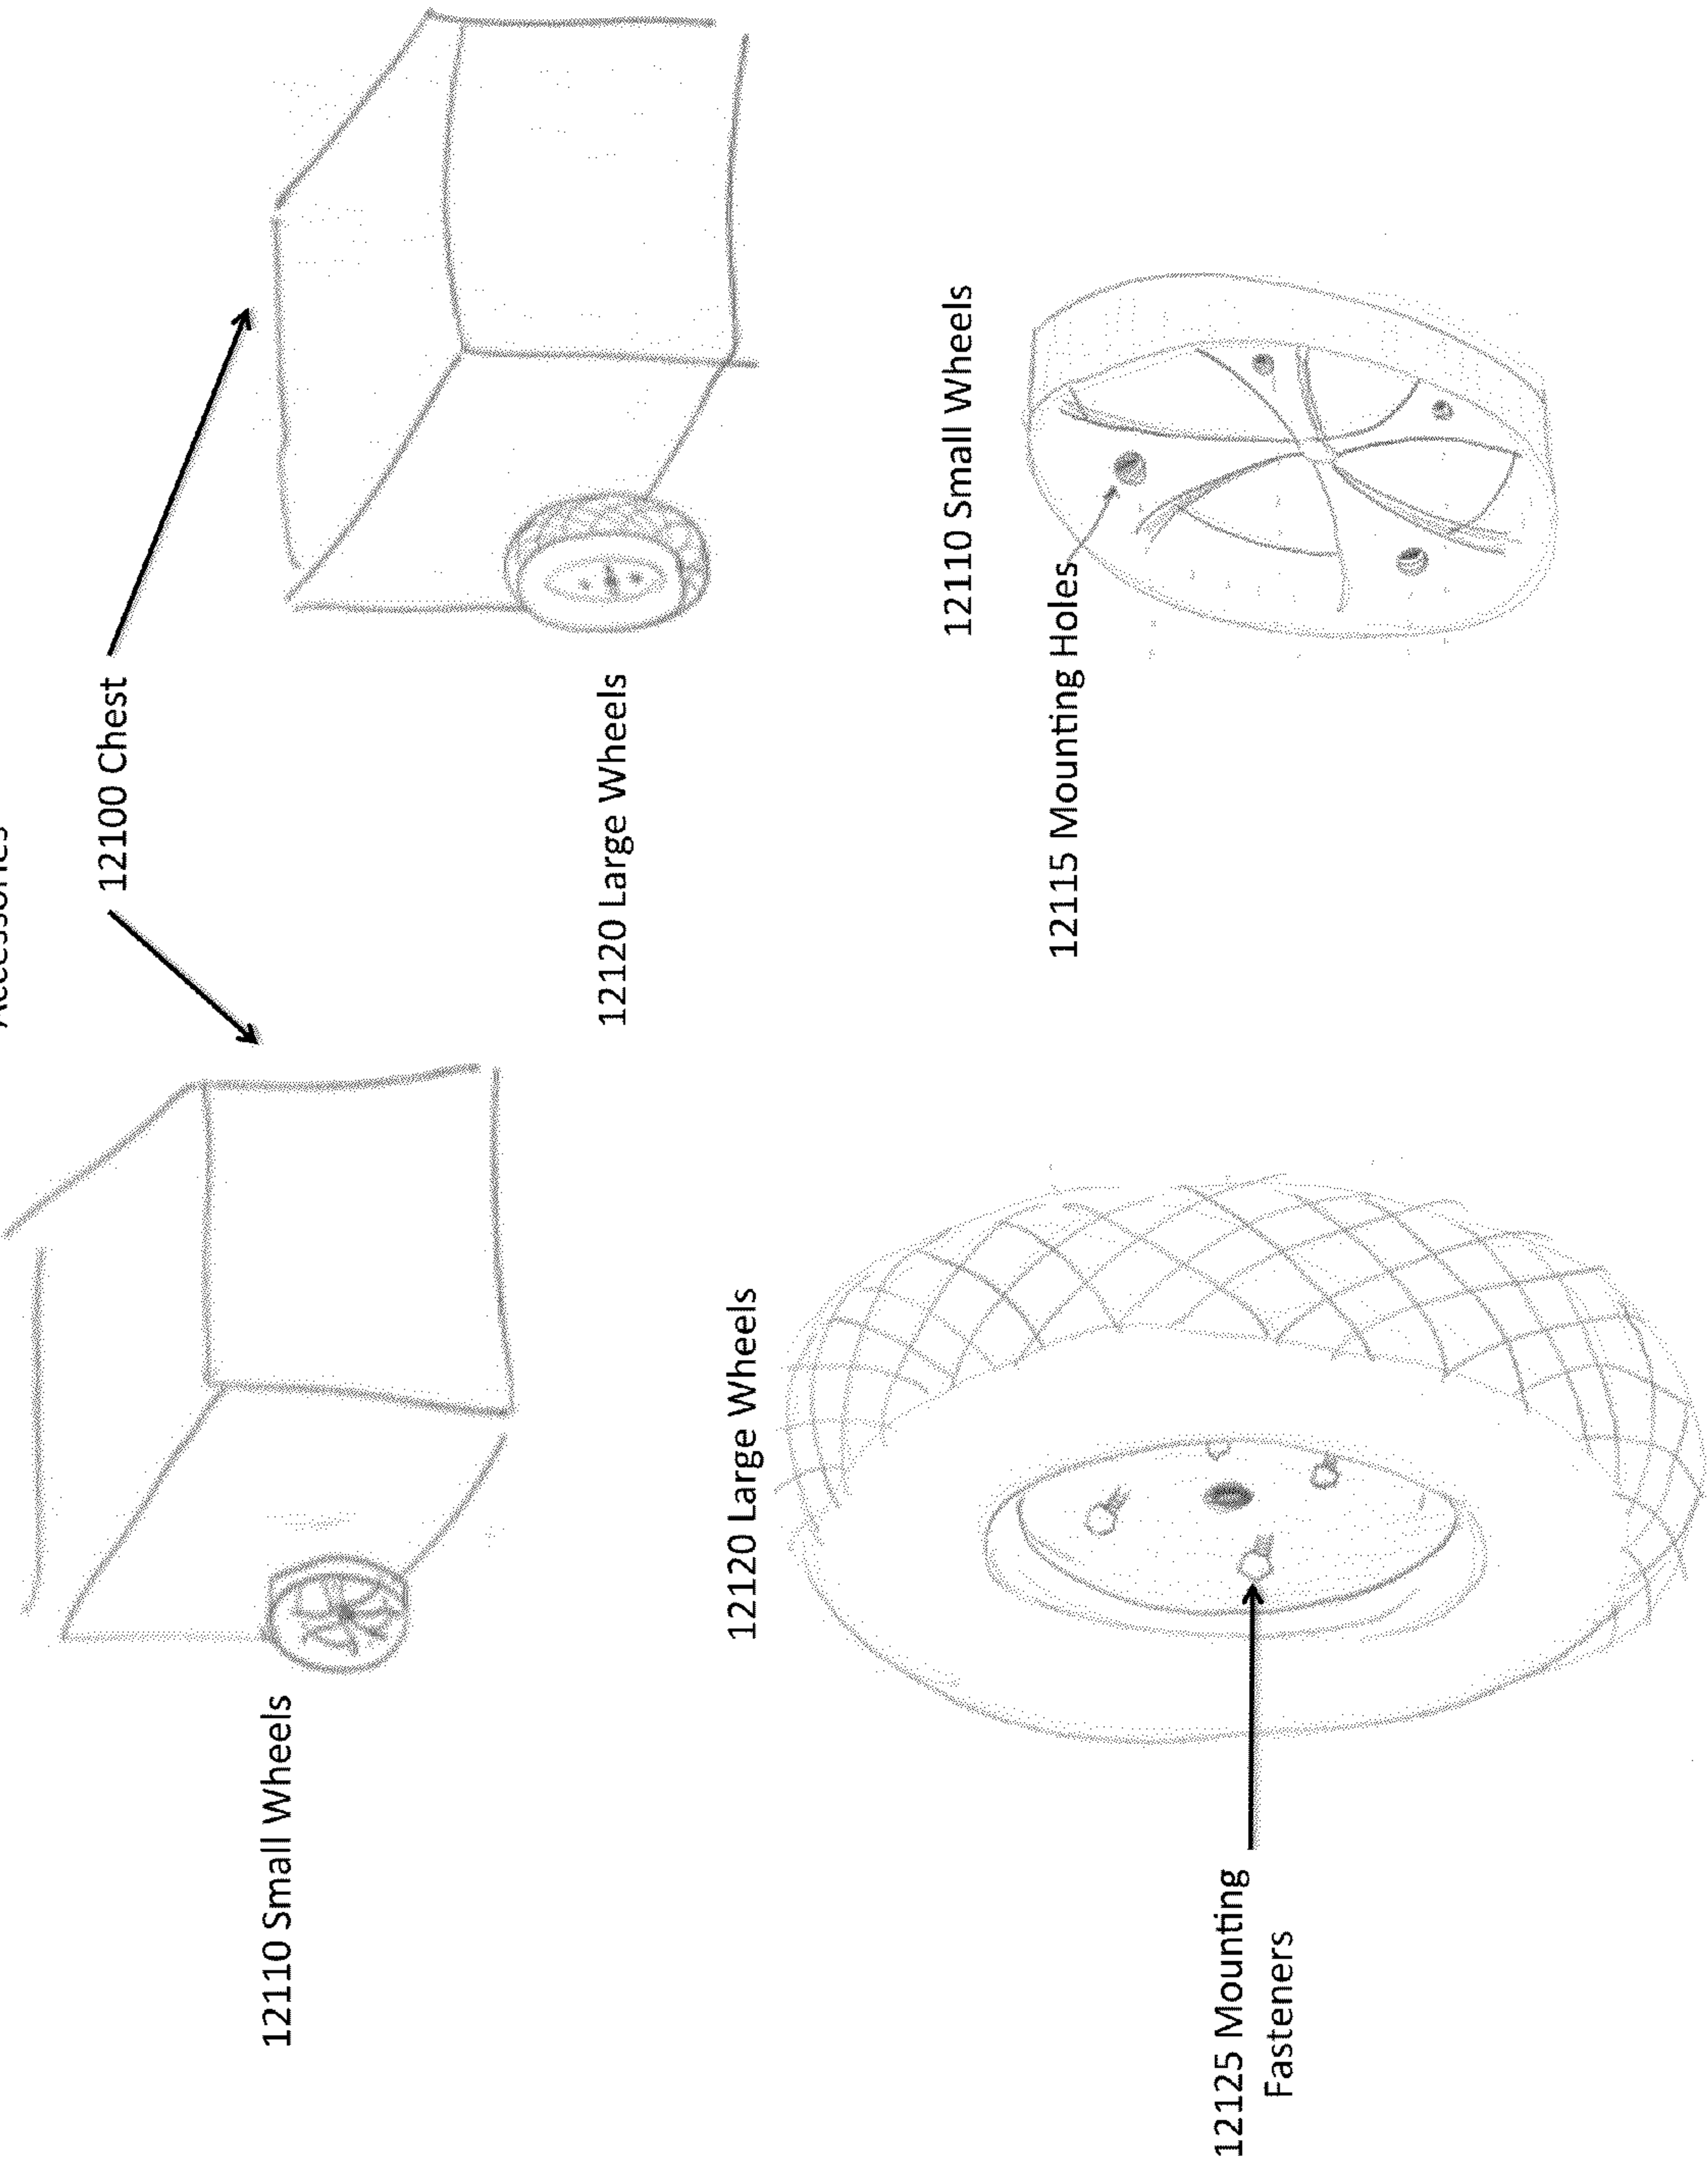 Accessories
12100 Chest
12110 Small Wheels
12120 Large Wheels
12120 Large Wheels
12110 Small Wheels
12115 Mounting Holes
12125 Mounting
Fasteners